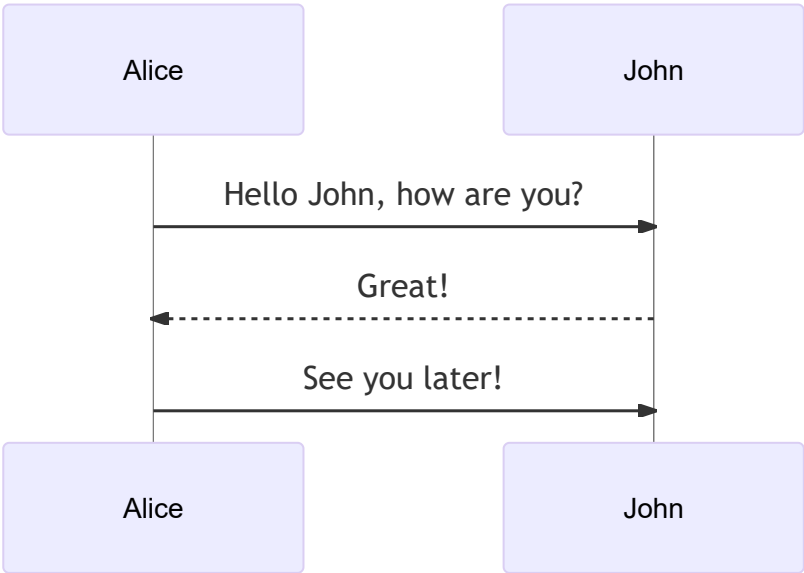 Alice
John
Hello John, how are you?
Great!
See you later!
Alice
John